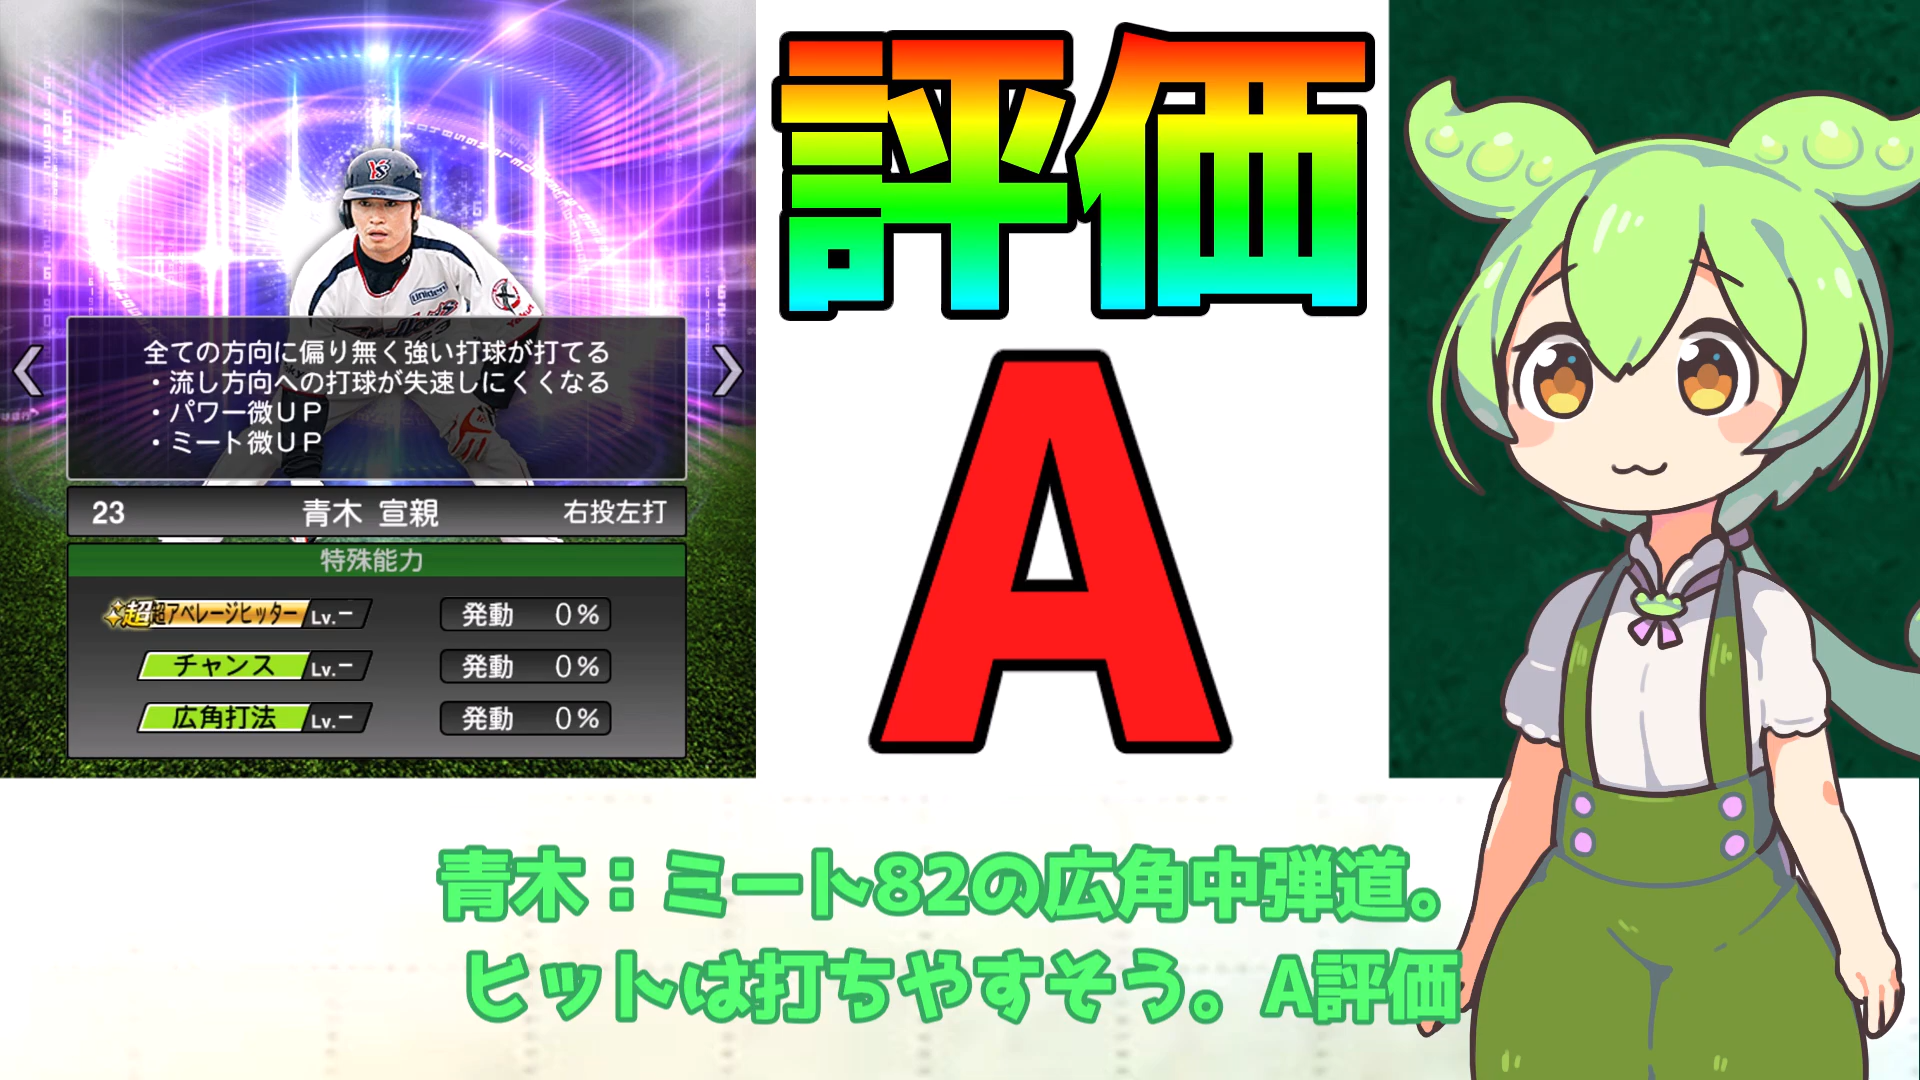 評価
A
YS
uniden
全ての方向に偏り無く強い打球が打てる
・流し方向への打球が失速しにくくなる
・パワー微UP
・ミート微UP
23 青木 宣親 右投左打
特殊能力
超 超アベレージヒッター Lv.ー 発動 0%
チャンス Lv.ー 発動 0%
広角打法 Lv.ー 発動 0%
青木：ミート82の広角中弾道。
ヒットは打ちやすそう。A評価